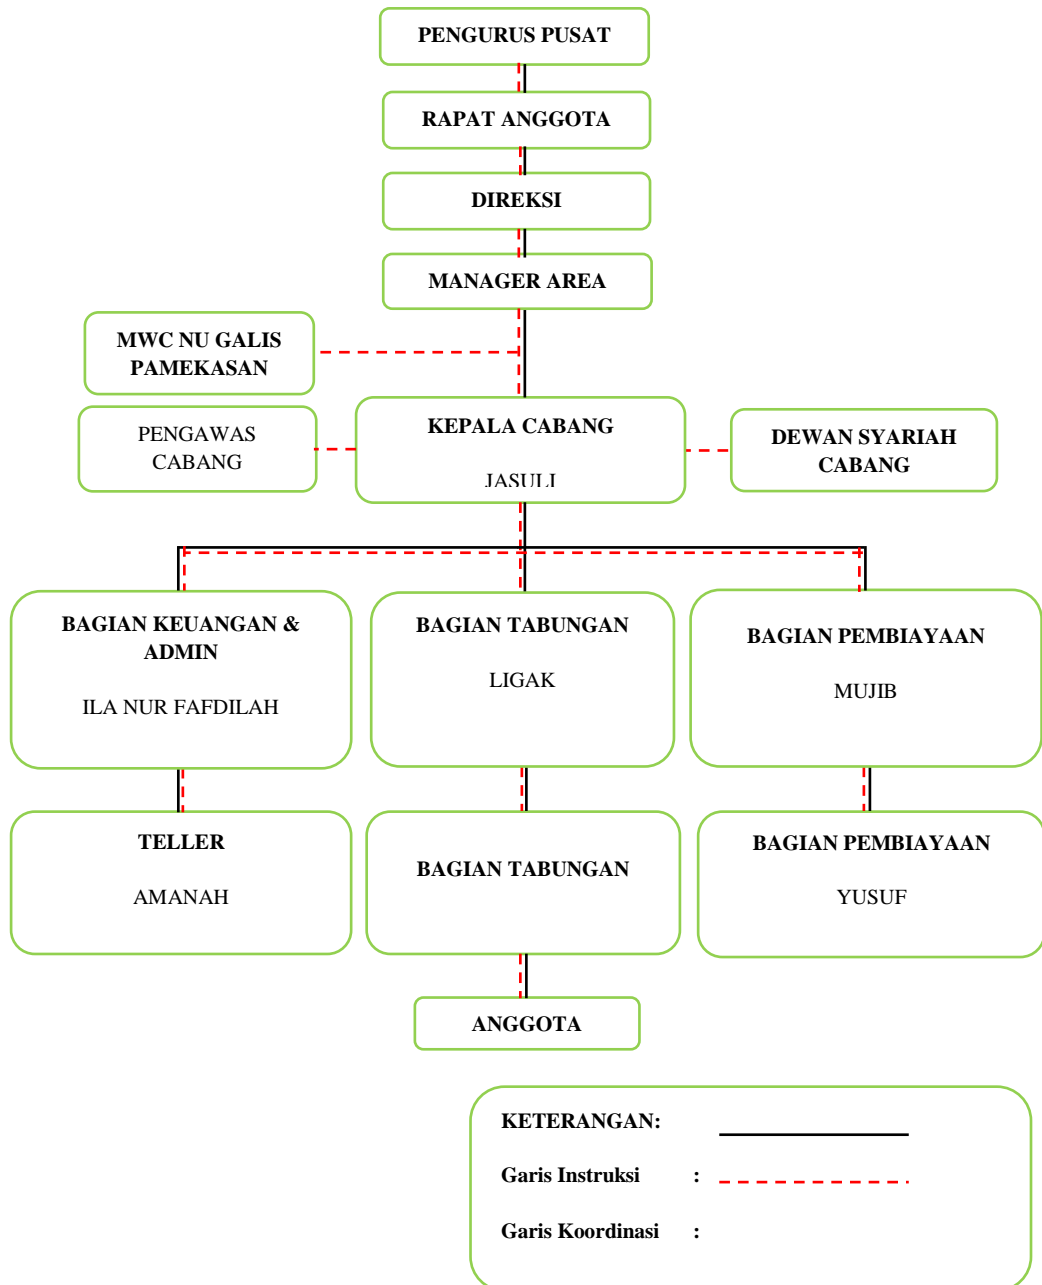 PENGURUS PUSAT
RAPAT ANGGOTA
DIREKSI
MANAGER AREA
MWC NU GALIS
PAMEKASAN
PENGAWAS
CABANG
KEPALA CABANG
JASULI
DEWAN SYARIAH
CABANG
BAGIAN KEUANGAN &
ADMIN
ILA NUR FAFDILAH
BAGIAN TABUNGAN
LIGAK
BAGIAN PEMBIAYAAN
MUJIB
TELLER
AMANAH
BAGIAN TABUNGAN
BAGIAN PEMBIAYAAN
YUSUF
ANGGOTA
KETERANGAN:
Garis Instruksi :
Garis Koordinasi :